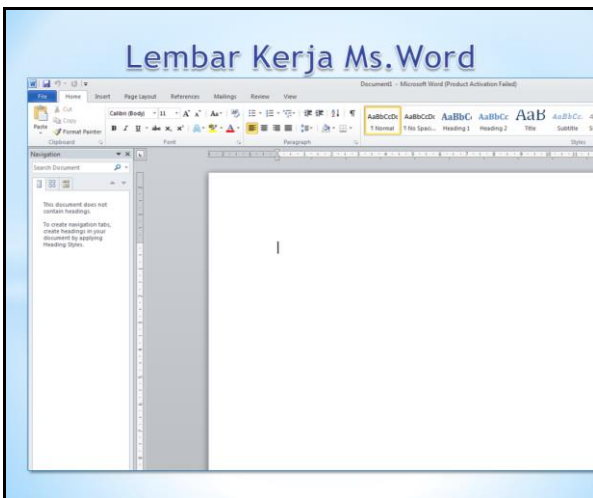 Lembar Kerja Ms.Word
Document1 - Microsoft Word (Product Activation Failed)
File Home Insert Page Layout References Mailings Review View
Cut
Copy
Paste
Format Painter
Calibri (Body) 11
AaBbCcDc AaBbCcDc AaBbC AaBbCc AaB AaBbCc.
¶ Normal ¶ No Spaci... Heading 1 Heading 2 Title Subtitle
Clipboard Font Paragraph Styles
Navigation
Search Document
This document does not
contain headings.
To create navigation tabs,
create headings in your
document by applying
Heading Styles.